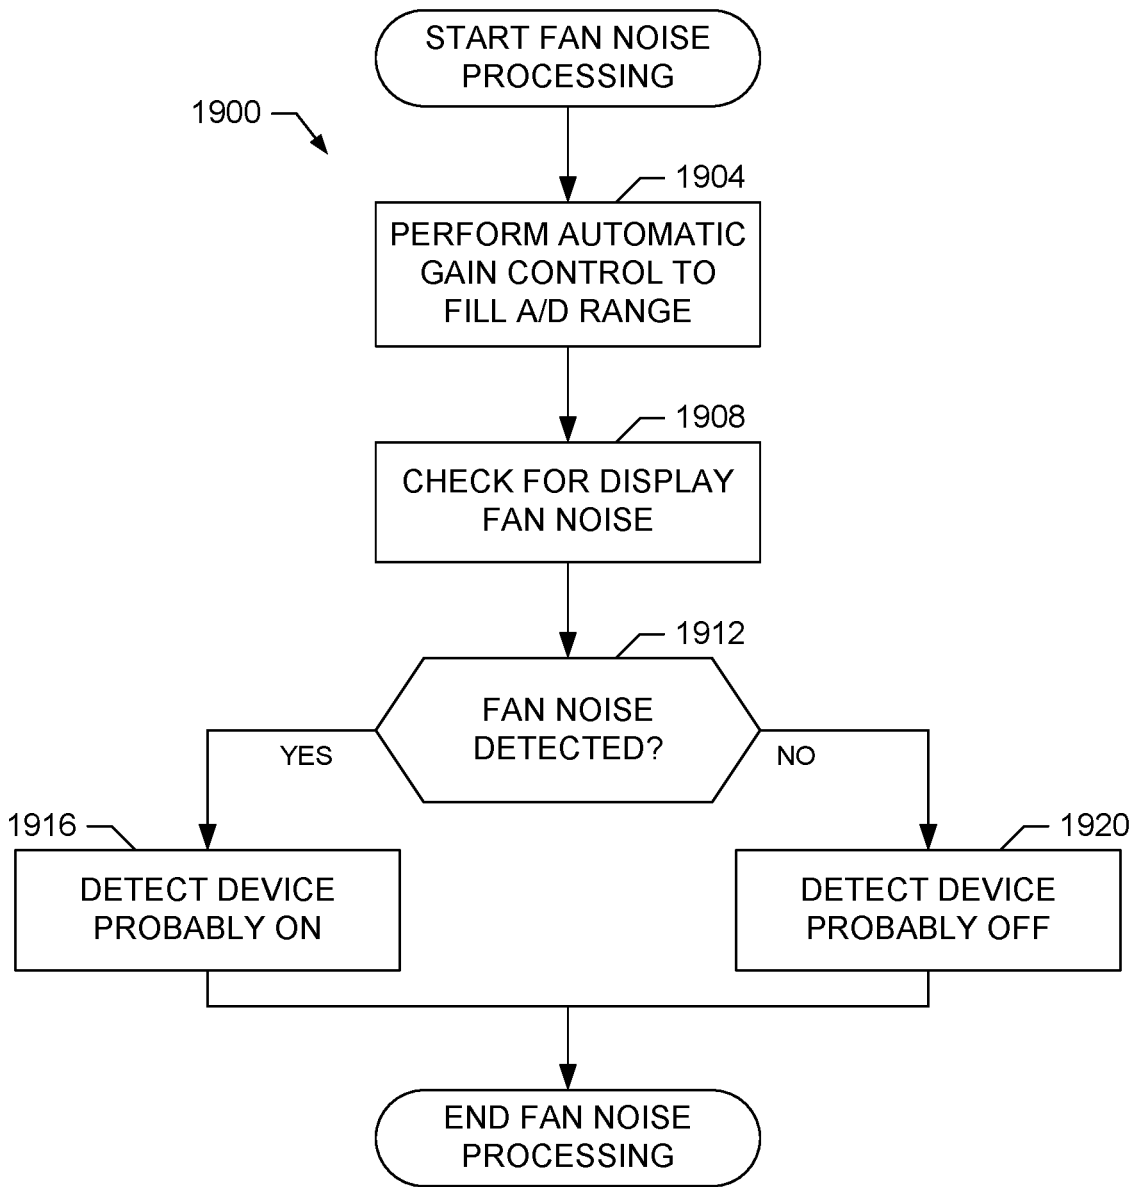 START FAN NOISE
PROCESSING
1900
1904
PERFORM AUTOMATIC
GAIN CONTROL TO
FILL A/D RANGE
1908
CHECK FOR DISPLAY
FAN NOISE
1912
FAN NOISE
DETECTED?
YES
NO
1916
DETECT DEVICE
PROBABLY ON
1920
DETECT DEVICE
PROBABLY OFF
END FAN NOISE
PROCESSING